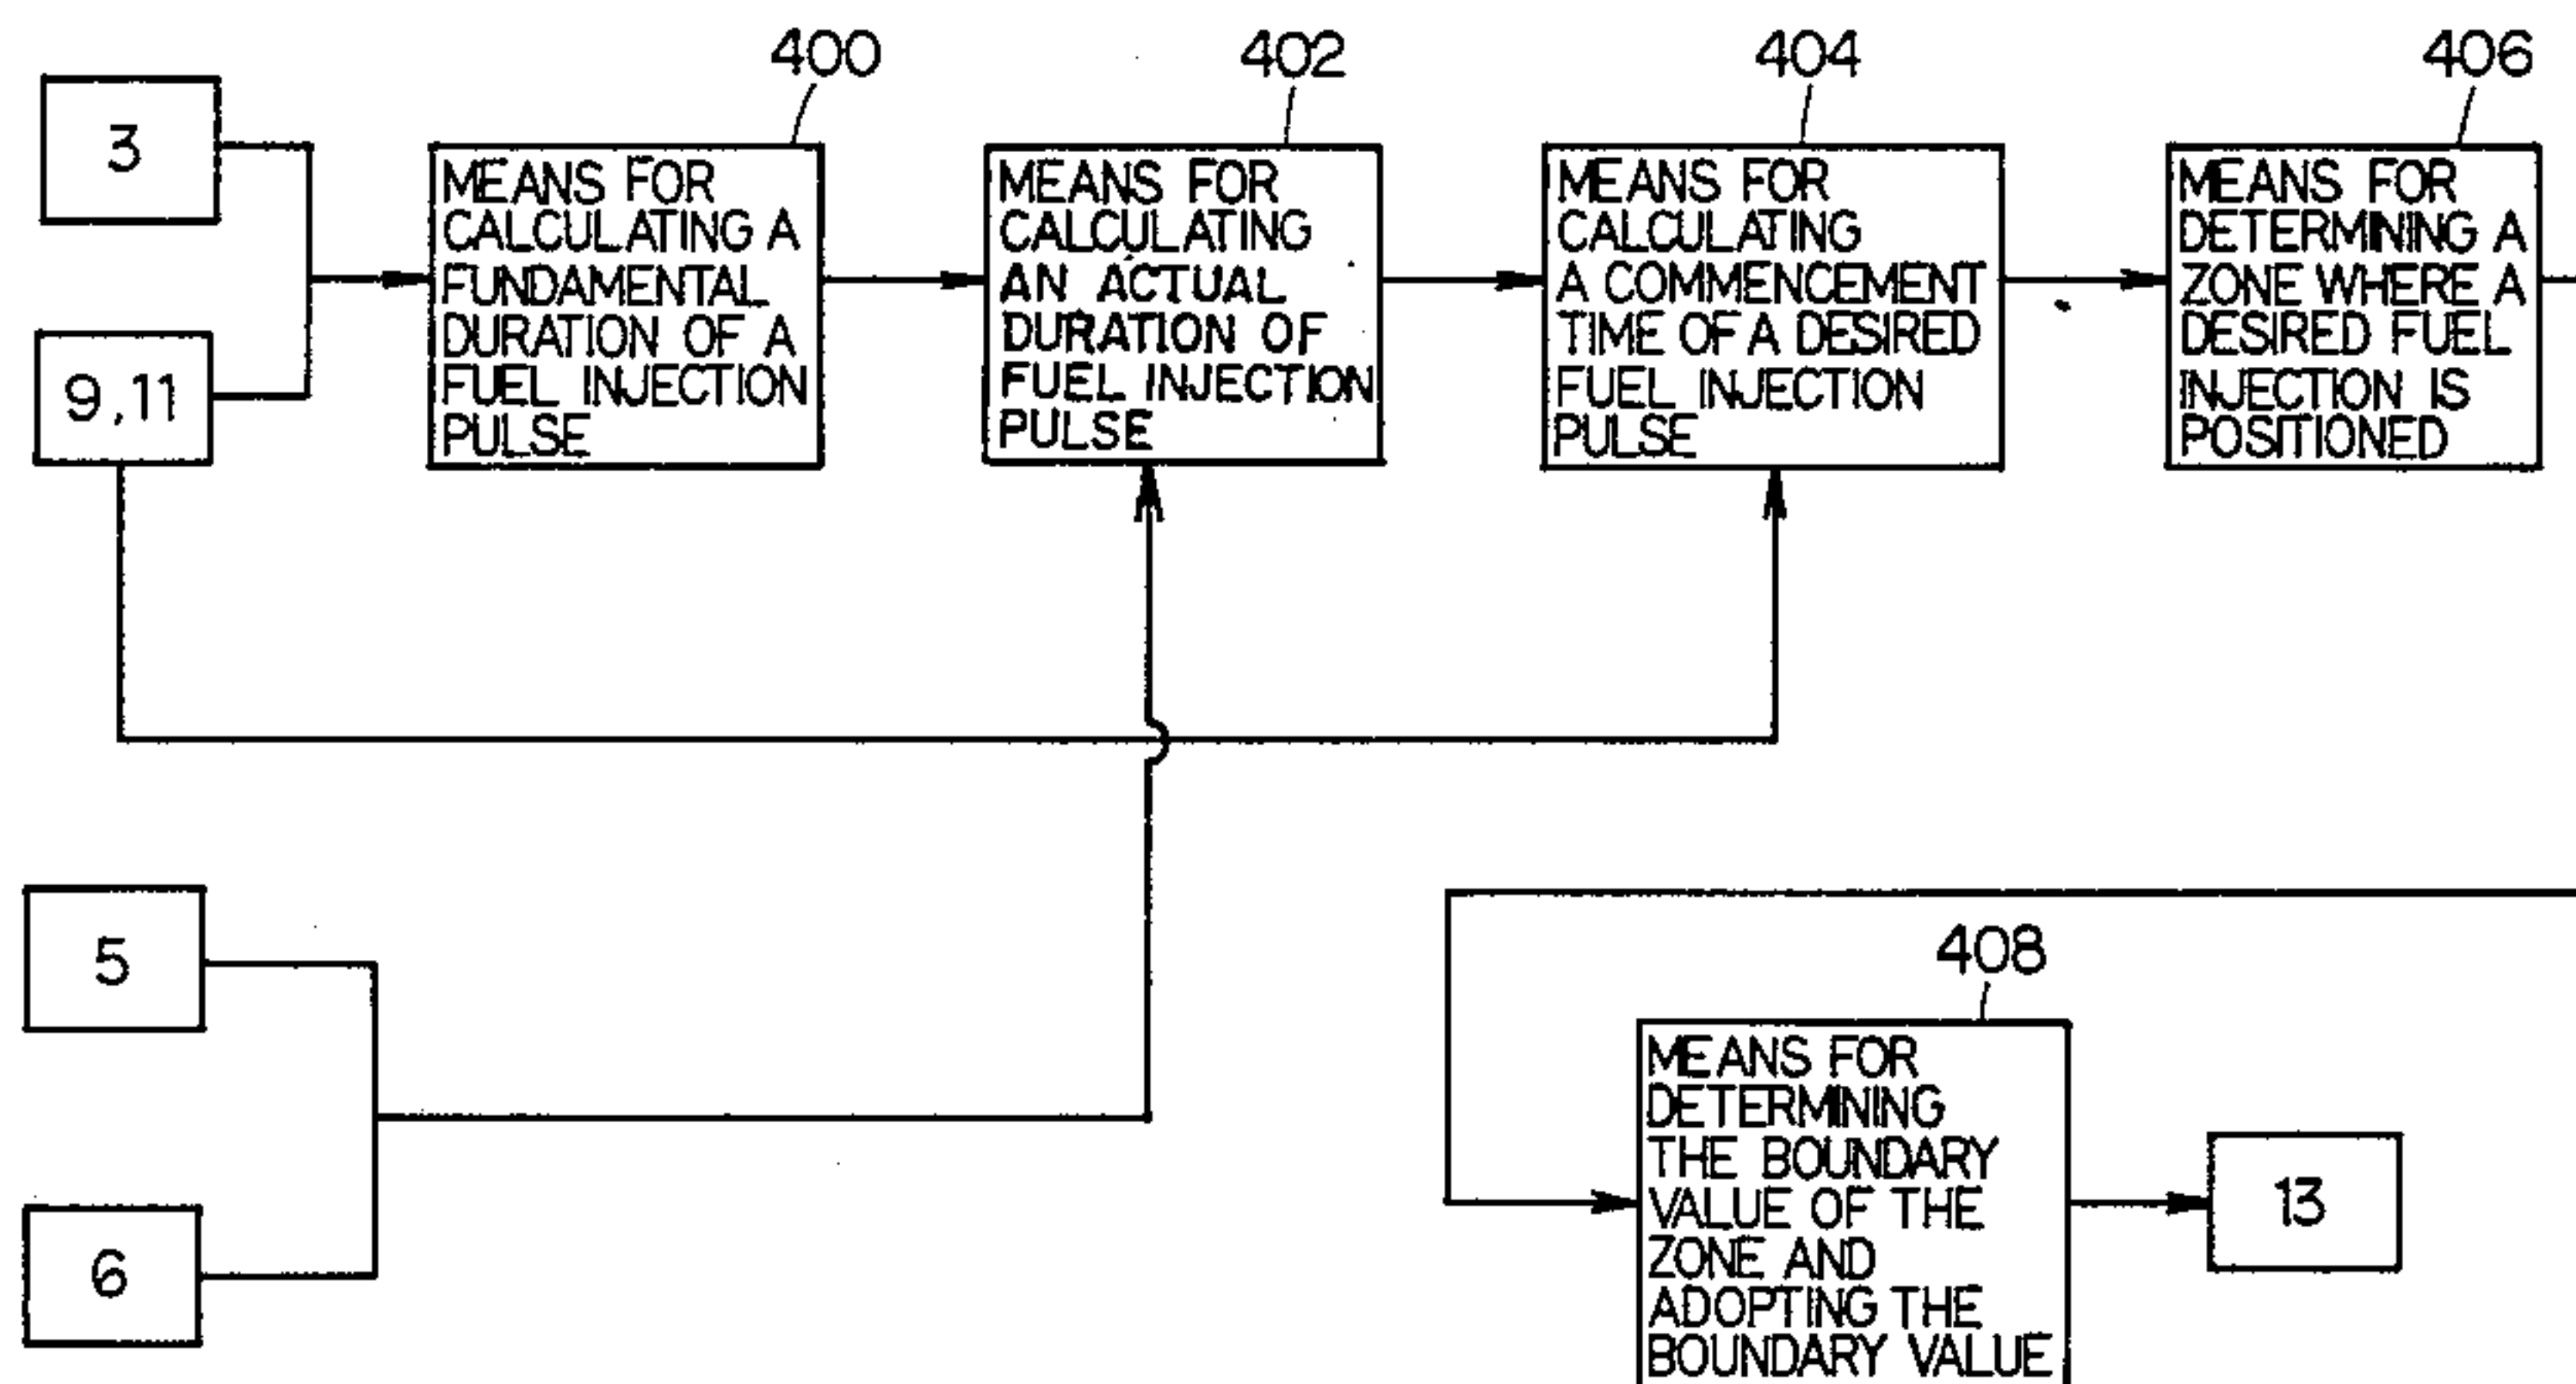 400
402
404
406
3
9,11
MEANS FOR
CALCULATING A
FUNDAMENTAL
DURATION OF A
FUEL INJECTION
PULSE
MEANS FOR
CALCULATING
AN ACTUAL
DURATION OF
FUEL INJECTION
PULSE
MEANS FOR
CALCULATING
A COMMENCEMENT
TIME OF A DESIRED
FUEL INJECTION
PULSE
MEANS FOR
DETERMINING A
ZONE WHERE A
DESIRED FUEL
INJECTION IS
POSITIONED
5
6
408
MEANS FOR
DETERMINING
THE BOUNDARY
VALUE OF THE
ZONE AND
ADOPTING THE
BOUNDARY VALUE
13